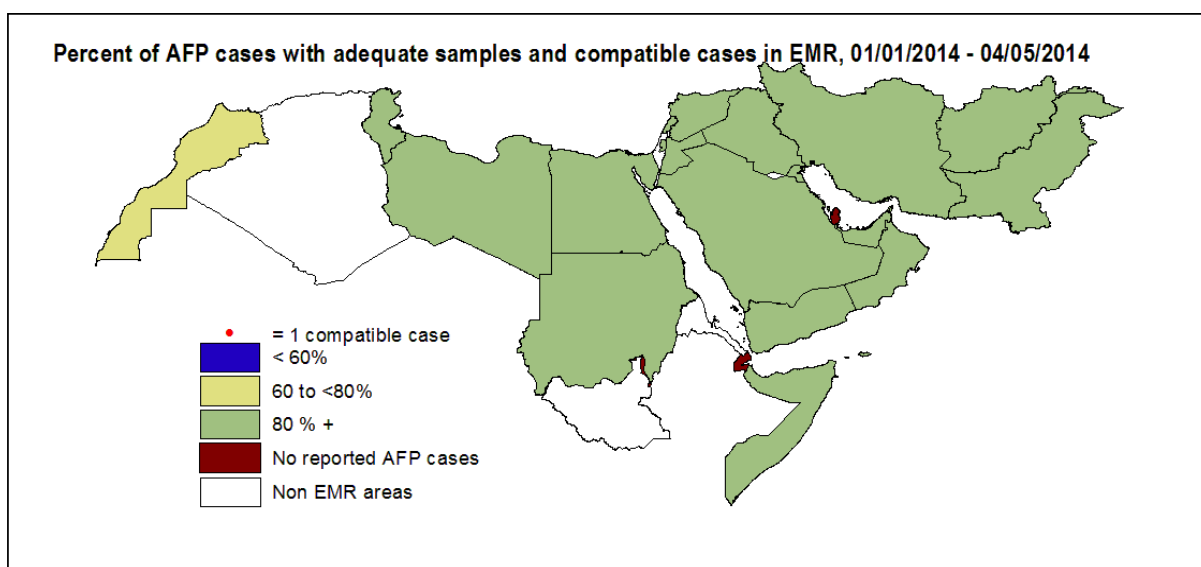 Percent of AFP cases with adequate samples and compatible cases in EMR, 01/01/2014 - 04/05/2014
= 1 compatible case
< 60%
60 to <80%
80 % +
No reported AFP cases
Non EMR areas